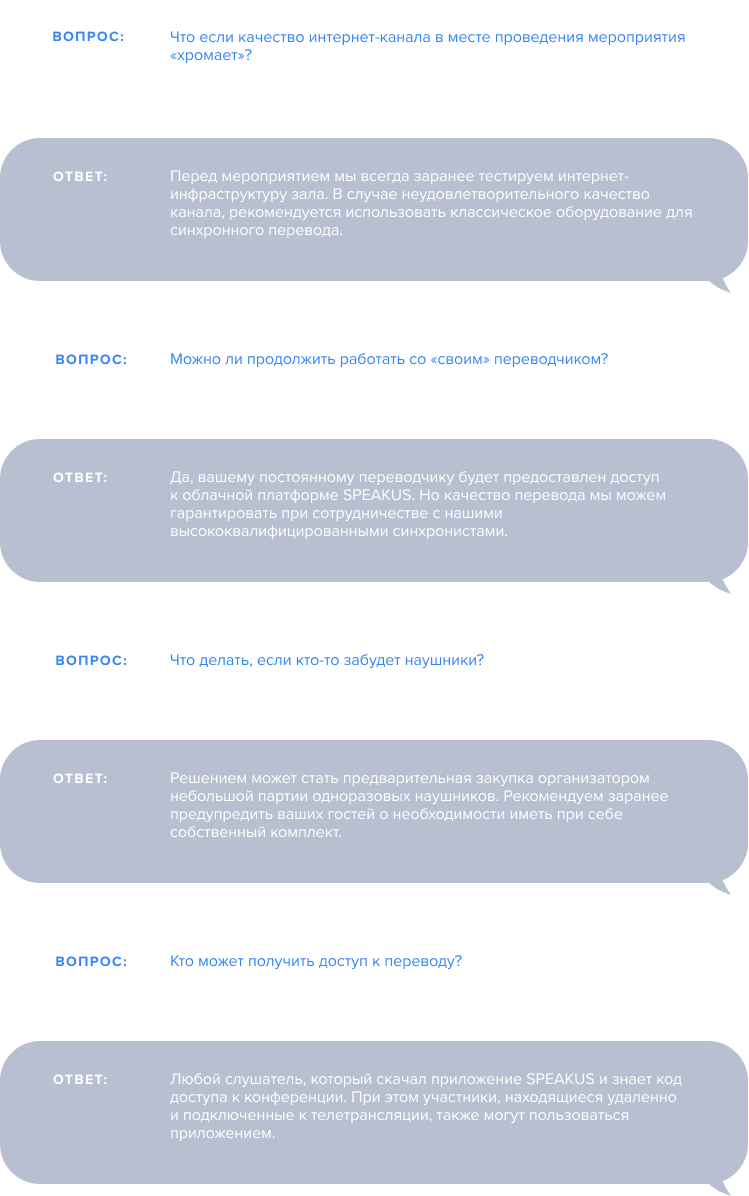 ВОПРОС: Что если качество интернет-канала в месте проведения мероприятия
«хромает»?
ОТВЕТ: Перед мероприятием мы всегда заранее тестируем интернет-
инфраструктуру зала. В случае неудовлетворительного качество
канала, рекомендуется использовать классическое оборудование для
синхронного перевода.
ВОПРОС: Можно ли продолжить работать со «своим» переводчиком?
ОТВЕТ: Да, вашему постоянному переводчику будет предоставлен доступ
к облачной платформе SPEAKUS. Но качество перевода мы можем
гарантировать при сотрудничестве с нашими
высококвалифицированными синхронистами.
ВОПРОС: Что делать, если кто-то забудет наушники?
ОТВЕТ: Решением может стать предварительная закупка организатором
небольшой партии одноразовых наушников. Рекомендуем заранее
предупредить ваших гостей о необходимости иметь при себе
собственный комплект.
ВОПРОС: Кто может получить доступ к переводу?
ОТВЕТ: Любой слушатель, который скачал приложение SPEAKUS и знает код
доступа к конференции. При этом участники, находящиеся удаленно
и подключенные к телетрансляции, также могут пользоваться
приложением.